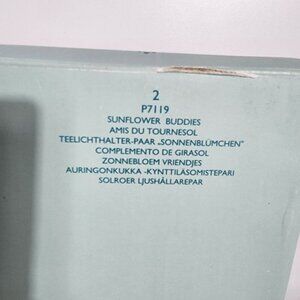 2
P7119
SUNFLOWER BUDDIES
AMIS DU TOURNESOL
TEELICHTHALTER-PAAR „SONNENBLÜMCHEN"
COMPLEMENTO DE GIRASOL
ZONNEBLOEM VRIENDJES
AURINGONKUKKA -KYNTTILÄSOMISTEPARI
SOLROER LJUSHÅLLAREPAR